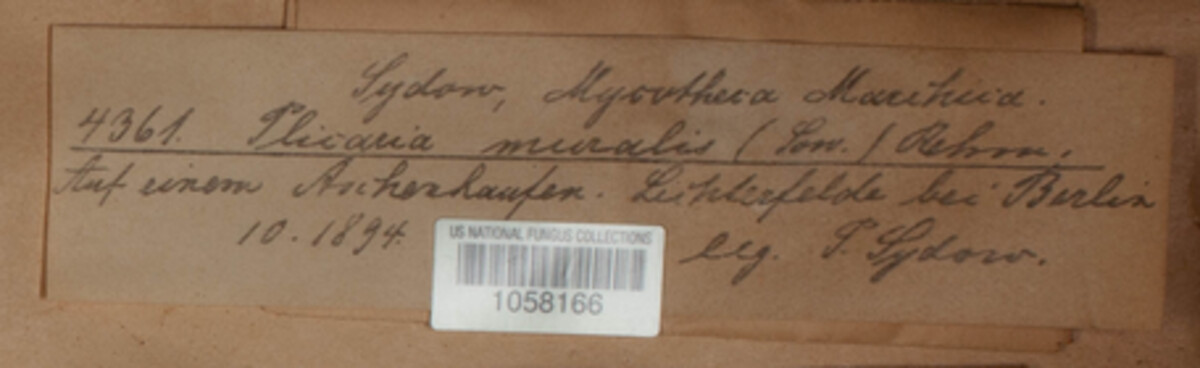 Sydow, Mycotheca Marchica.
4361. Plicaria muralis (Sow.) Rehm.
Auf einem Aschenhaufen. Lichterfelde bei Berlin
10. 1894. leg. P. Sydow.
US NATIONAL FUNGUS COLLECTIONS
1058166